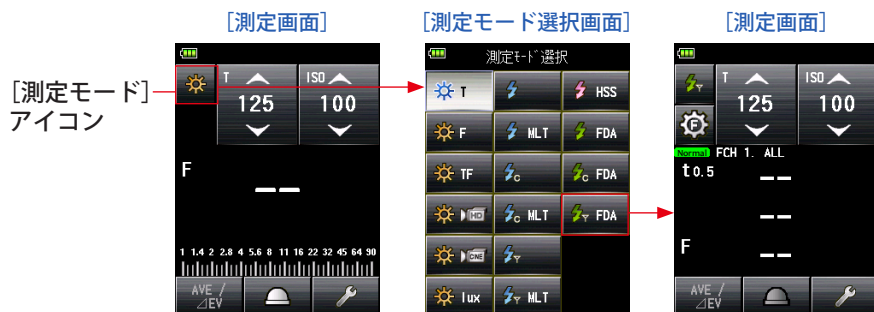 [測定画面]
[測定モード]
アイコン
T
125
ISO
100
F
1 1.4 2 2.8 4 5.6 8 11 16 22 32 45 64 90
AVE /
⊿EV
[測定モード選択画面]
測定ﾓｰﾄﾞ選択
T
HSS
F
MLT
FDA
TF
C
C FDA
HD
C MLT
Y FDA
CNE
Y
lux
Y MLT
[測定画面]
Y
T
125
ISO
100
F
Normal FCH 1. ALL
t 0.5
F
AVE /
⊿EV